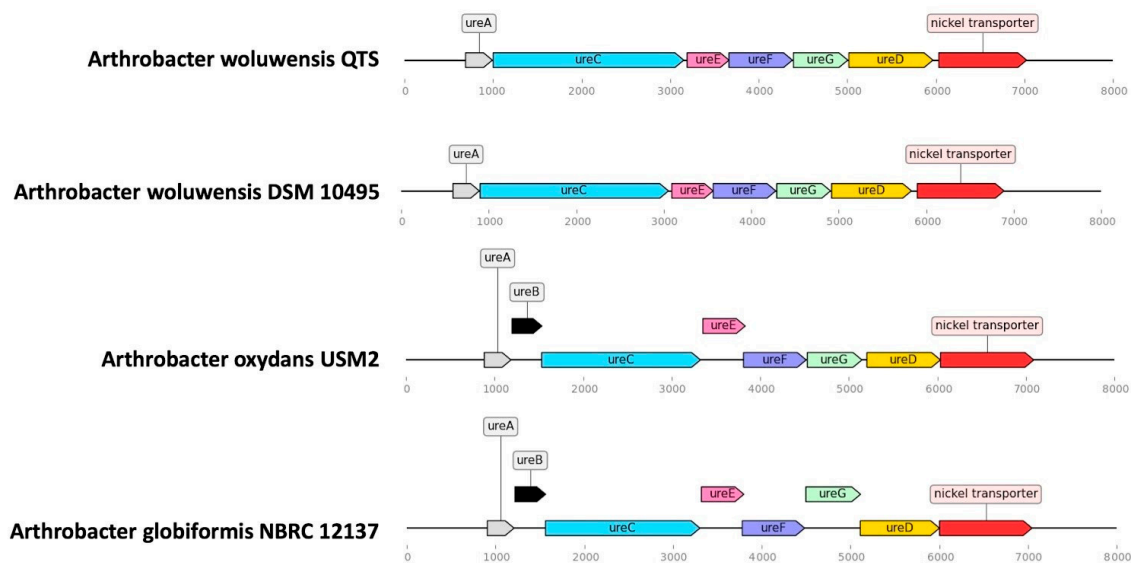 ureA
nickel transporter
Arthrobacter woluwensis QTS
ureC ureE ureF ureG ureD
0 1000 2000 3000 4000 5000 6000 7000 8000
ureA
nickel transporter
Arthrobacter woluwensis DSM 10495
ureC ureE ureF ureG ureD
0 1000 2000 3000 4000 5000 6000 7000 8000
ureA
ureB
ureE
nickel transporter
Arthrobacter oxydans USM2
ureC ureF ureG ureD
0 1000 2000 3000 4000 5000 6000 7000 8000
ureA
ureB
ureE ureG
nickel transporter
Arthrobacter globiformis NBRC 12137
ureC ureF ureD
0 1000 2000 3000 4000 5000 6000 7000 8000